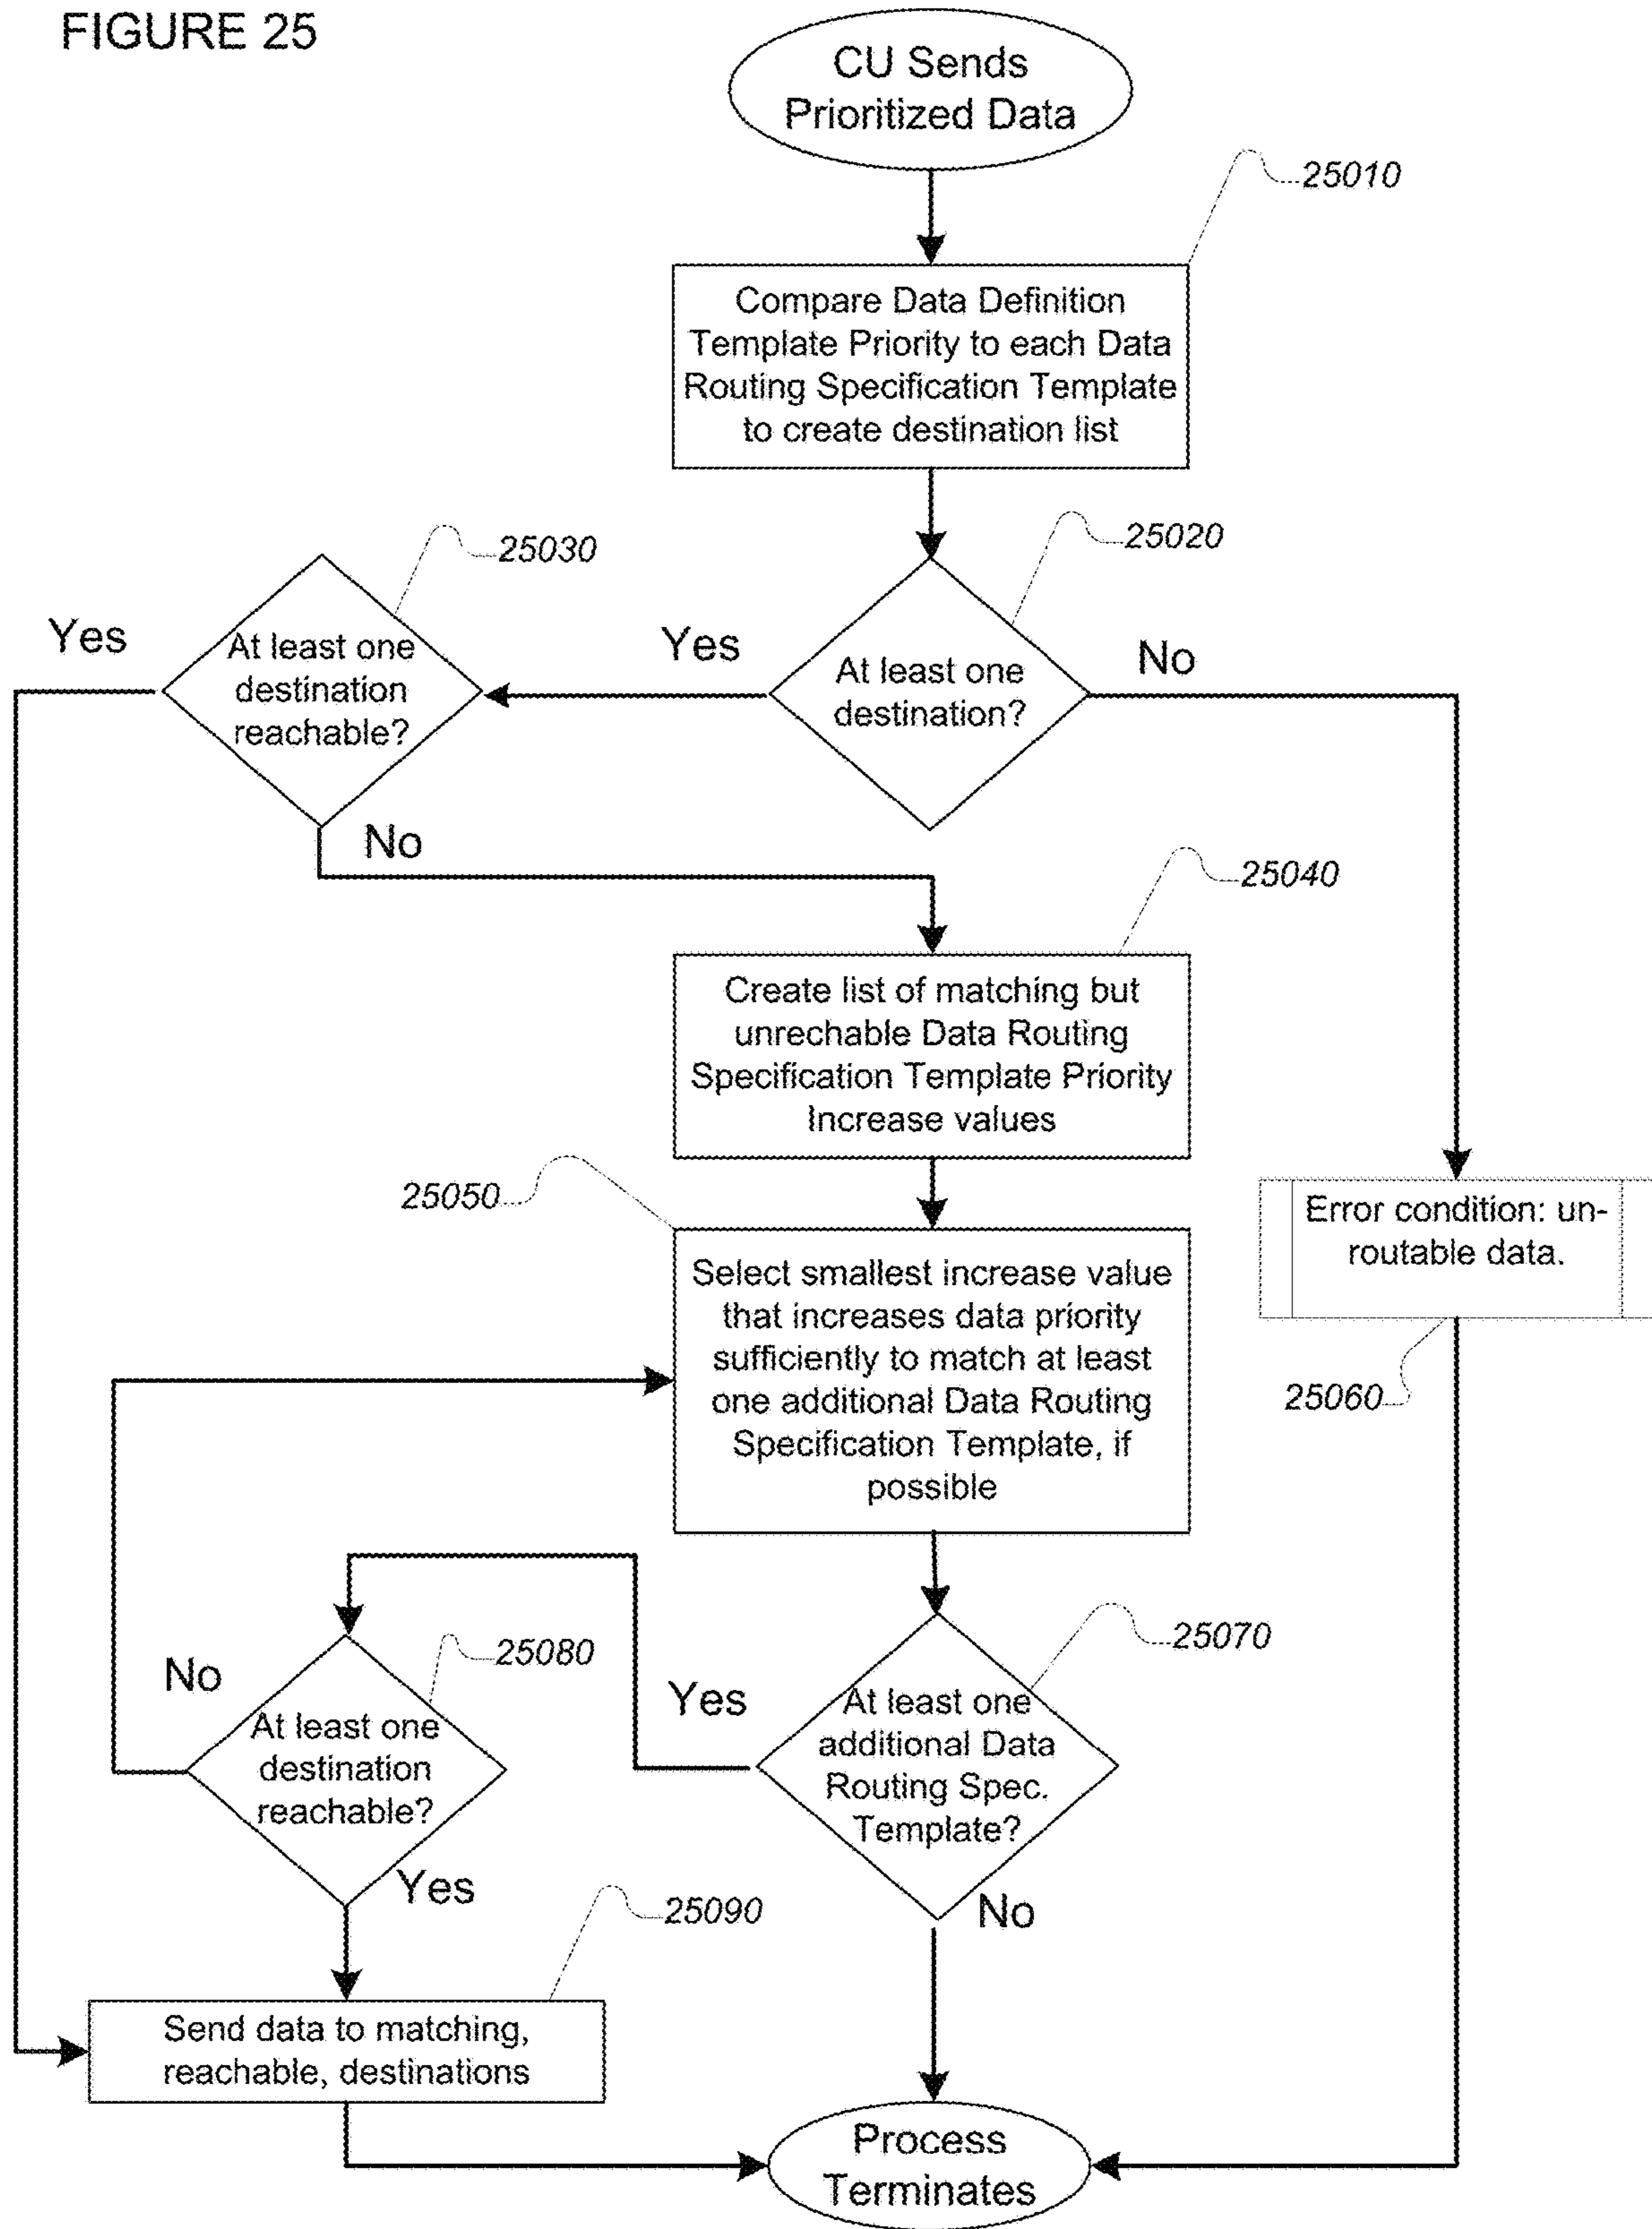 FIGURE 25
CU Sends
Prioritized Data
25010
Compare Data Definition
Template Priority to each Data
Routing Specification Template
to create destination list
25020
25030
Yes
At least one
destination
reachable?
Yes
At least one
destination?
No
No
25040
Create list of matching but
unrechable Data Routing
Specification Template Priority
Increase values
25050
Select smallest increase value
that increases data priority
sufficiently to match at least
one additional Data Routing
Specification Template, if
possible
Error condition: un-
routable data.
25060
25070
25080
No
At least one
destination
reachable?
Yes
Yes
At least one
additional Data
Routing Spec.
Template?
No
25090
Send data to matching,
reachable, destinations
Process
Terminates